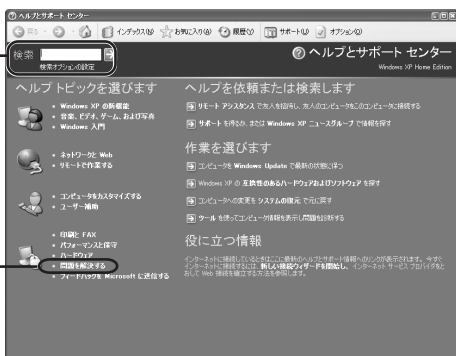 ヘルプとサポート センター
戻る インデックス(N) お気に入り(A) 履歴(Y) サポート(U) オプション(O)
検索
検索オプションの設定
ヘルプとサポート センター
Windows XP Home Edition
ヘルプ トピックを選びます
Windows XP の新機能
音楽、ビデオ、ゲーム、および写真
Windows 入門
ネットワークと Web
リモートで作業する
コンピュータをカスタマイズする
ユーザー補助
印刷と FAX
パフォーマンスと保守
ハードウェア
問題を解決する
フィードバックを Microsoft に送信する
ヘルプを依頼または検索します
リモート アシスタンス で友人を招待し、友人のコンピュータをこのコンピュータに接続する
サポート を得るか、または Windows XP ニュースグループ で情報を探す
作業を選びます
コンピュータを Windows Update で最新の状態に保つ
Windows XP の 互換性のあるハードウェアおよびソフトウェア を探す
コンピュータへの変更を システムの復元 で元に戻す
ツール を使ってコンピュータ情報を表示し問題を診断する
役に立つ情報
インターネットに接続しているときはここに最新のヘルプとサポート情報へのリンクが表示されます。今すぐ
インターネットに接続するには、新しい接続ウィザードを開始し、インターネット サービス プロバイダをと
おして Web 接続を確立する方法を参照します。